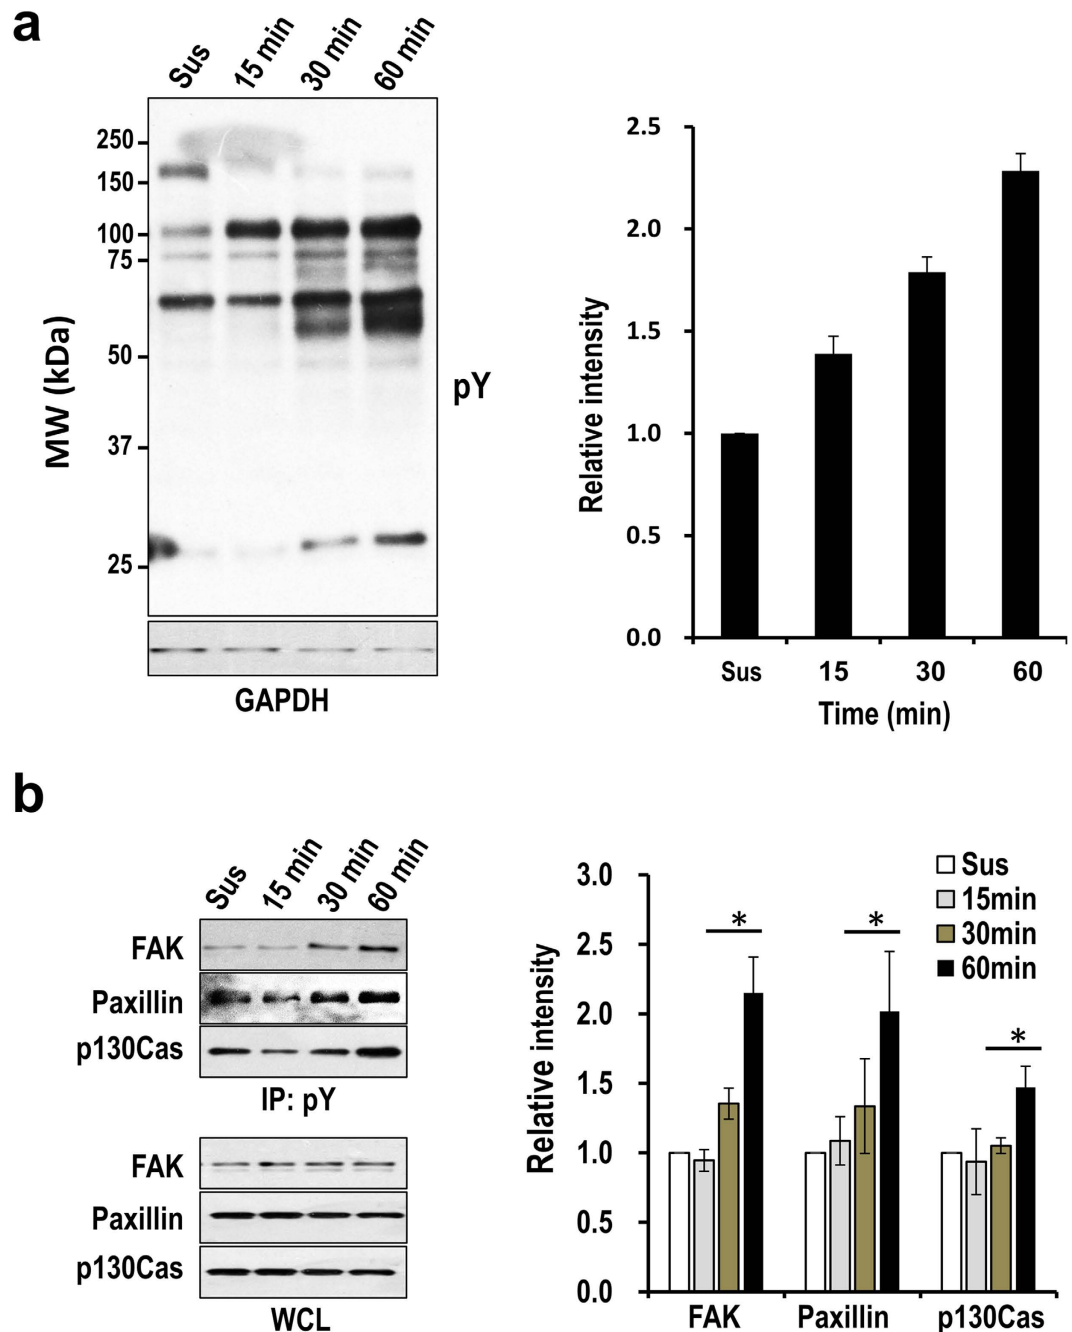 a
Sus 15 min 30 min 60 min
250
150
100
75
50
37
25
MW (kDa)
pY
GAPDH
2.5
2.0
1.5
1.0
0.5
0.0
Relative intensity
Sus 15 30 60
Time (min)
b
Sus 15 min 30 min 60 min
FAK
Paxillin
p130Cas
IP: pY
FAK
Paxillin
p130Cas
WCL
3.0
2.5
2.0
1.5
1.0
0.5
0.0
Relative intensity
Sus
15min
30min
60min
* * *
FAK Paxillin p130Cas